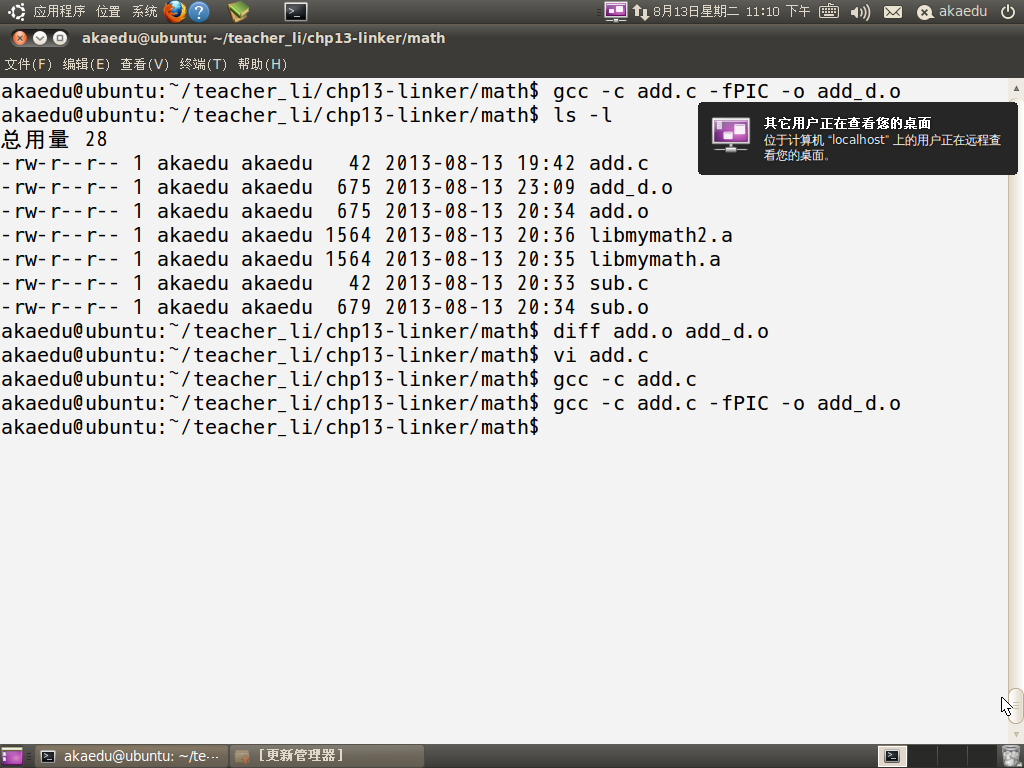 应用程序 位置 系统 8月13日星期二 11:10 下午 akaedu
akaedu@ubuntu: ~/teacher_li/chp13-linker/math
文件(F) 编辑(E) 查看(V) 终端(T) 帮助(H)
akaedu@ubuntu:~/teacher_li/chp13-linker/math$ gcc -c add.c -fPIC -o add_d.o
akaedu@ubuntu:~/teacher_li/chp13-linker/math$ ls -l
总用量 28
-rw-r--r-- 1 akaedu akaedu   42 2013-08-13 19:42 add.c
-rw-r--r-- 1 akaedu akaedu  675 2013-08-13 23:09 add_d.o
-rw-r--r-- 1 akaedu akaedu  675 2013-08-13 20:34 add.o
-rw-r--r-- 1 akaedu akaedu 1564 2013-08-13 20:36 libmymath2.a
-rw-r--r-- 1 akaedu akaedu 1564 2013-08-13 20:35 libmymath.a
-rw-r--r-- 1 akaedu akaedu   42 2013-08-13 20:33 sub.c
-rw-r--r-- 1 akaedu akaedu  679 2013-08-13 20:34 sub.o
akaedu@ubuntu:~/teacher_li/chp13-linker/math$ diff add.o add_d.o
akaedu@ubuntu:~/teacher_li/chp13-linker/math$ vi add.c
akaedu@ubuntu:~/teacher_li/chp13-linker/math$ gcc -c add.c
akaedu@ubuntu:~/teacher_li/chp13-linker/math$ gcc -c add.c -fPIC -o add_d.o
akaedu@ubuntu:~/teacher_li/chp13-linker/math$
其它用户正在查看您的桌面
位于计算机 “localhost” 上的用户正在远程查
看您的桌面。
akaedu@ubuntu: ~/te··· [更新管理器]